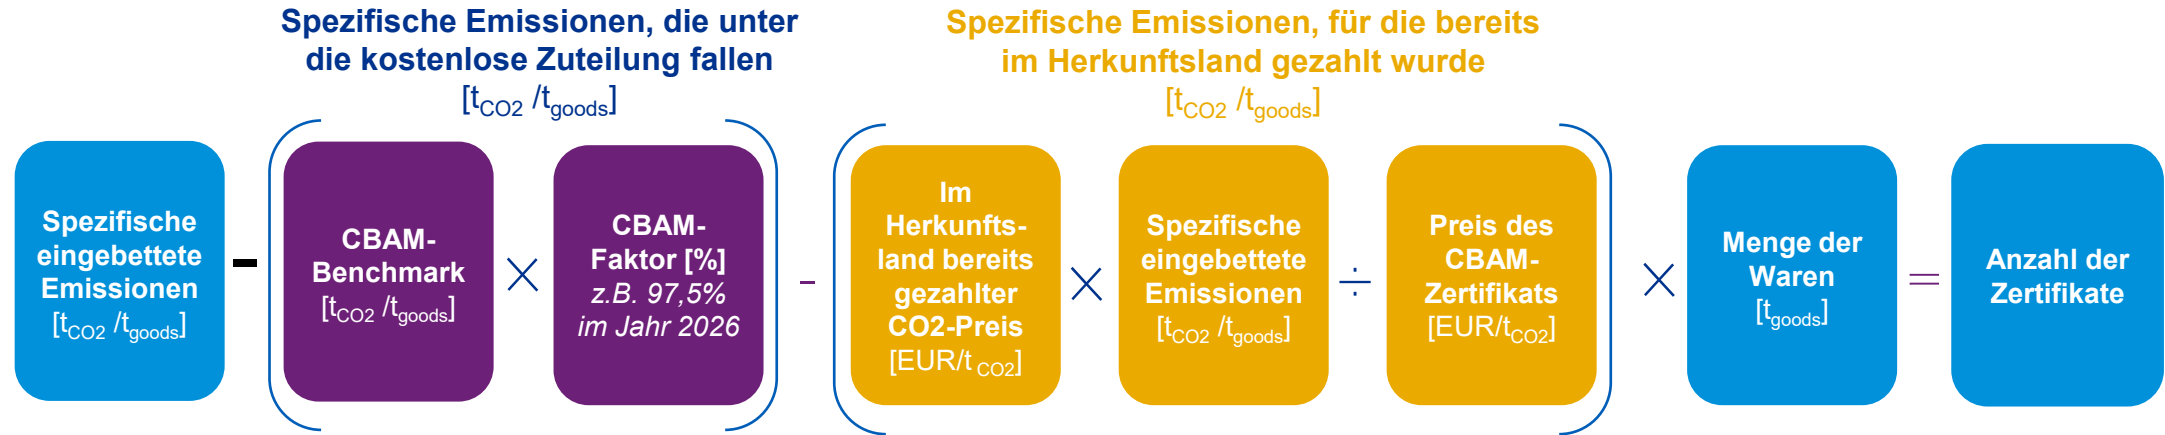 Spezifische Emissionen, die unter
die kostenlose Zuteilung fallen
[tCO2 /tgoods]
Spezifische Emissionen, für die bereits
im Herkunftsland gezahlt wurde
[tCO2 /tgoods]
Spezifische
eingebettete
Emissionen
[tCO2 /tgoods]
-
CBAM-
Benchmark
[tCO2 /tgoods]
×
CBAM-
Faktor [%]
z.B. 97,5%
im Jahr 2026
-
Im
Herkunfts-
land bereits
gezahlter
CO2-Preis
[EUR/t CO2]
×
Spezifische
eingebettete
Emissionen
[tCO2 /tgoods]
÷
Preis des
CBAM-
Zertifikats
[EUR/tCO2]
×
Menge der
Waren
[tgoods]
=
Anzahl der
Zertifikate